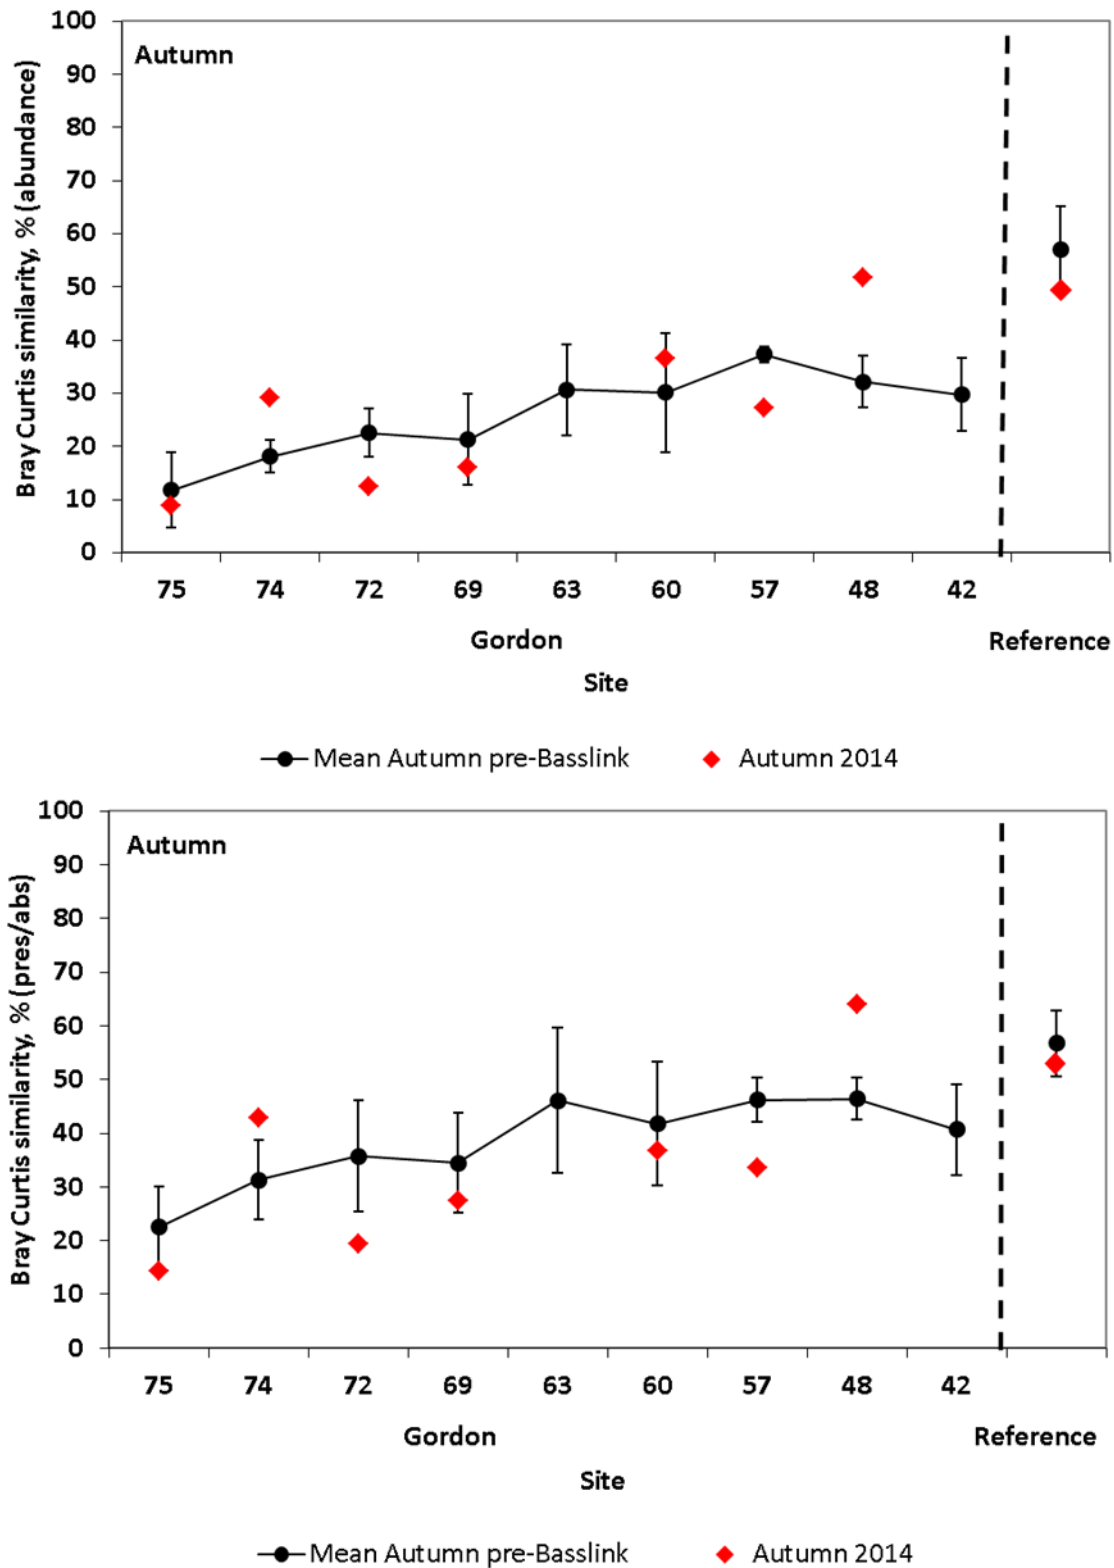 Bray Curtis similarity, % (abundance)
100
90
80
70
60
50
40
30
20
10
0
Autumn
75 74 72 69 63 60 57 48 42
Gordon Reference
Site
Mean Autumn pre-Basslink Autumn 2014
Bray Curtis similarity, % (pres/abs)
100
90
80
70
60
50
40
30
20
10
0
Autumn
75 74 72 69 63 60 57 48 42
Gordon Reference
Site
Mean Autumn pre-Basslink Autumn 2014